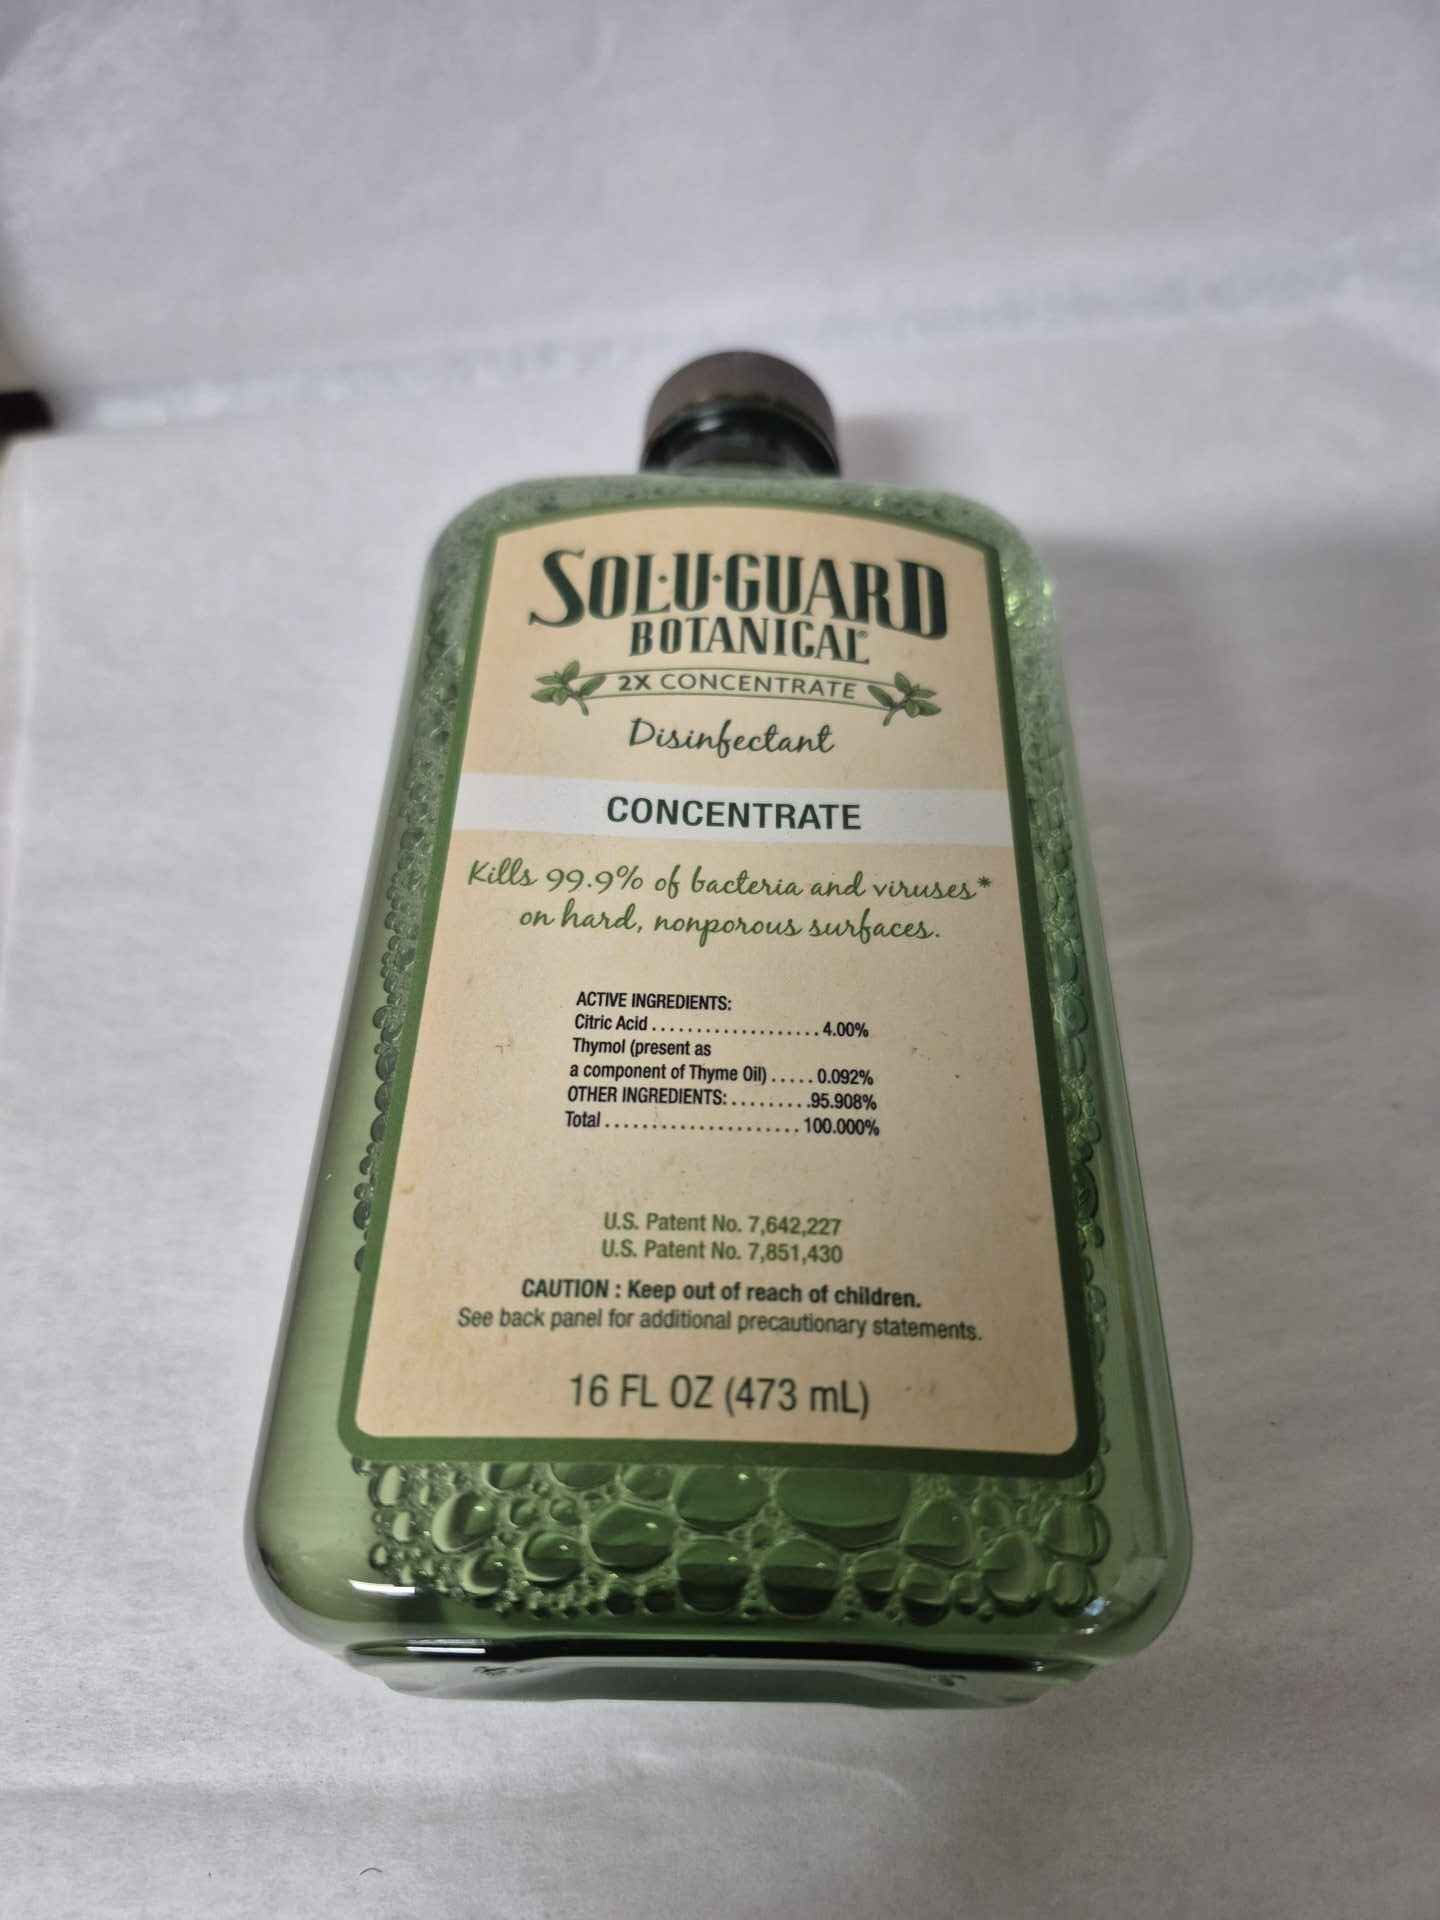 SOL·U·GUARD
BOTANICAL®
2X CONCENTRATE
Disinfectant
CONCENTRATE
Kills 99.9% of bacteria and viruses*
on hard, nonporous surfaces.
ACTIVE INGREDIENTS:
Citric Acid ................... 4.00%
Thymol (present as
a component of Thyme Oil) ..... 0.092%
OTHER INGREDIENTS: ......... 95.908%
Total ...................... 100.000%
U.S. Patent No. 7,642,227
U.S. Patent No. 7,851,430
CAUTION : Keep out of reach of children.
See back panel for additional precautionary statements.
16 FL OZ (473 mL)